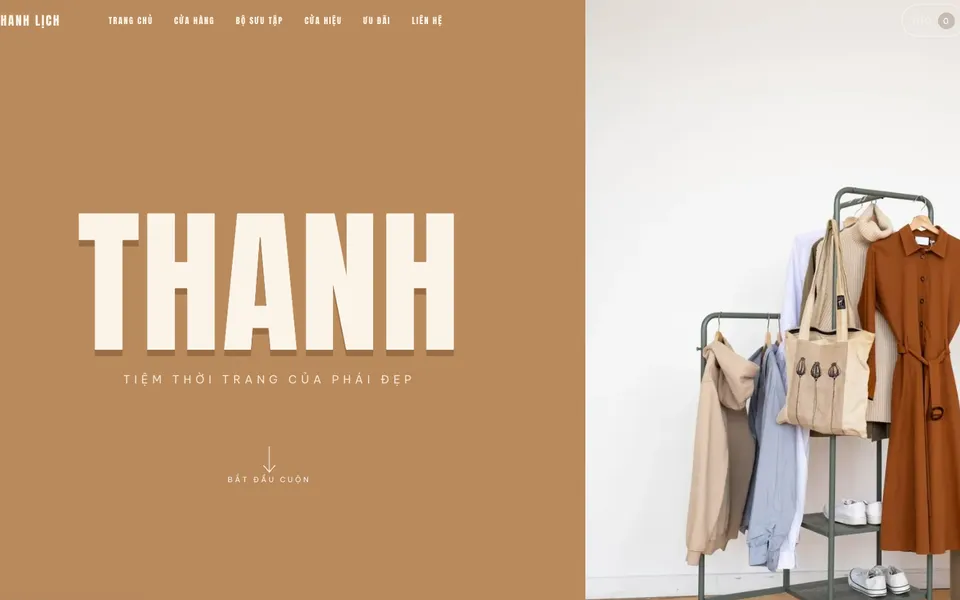 HANH LỊCH
TRANG CHỦ CỬA HÀNG BỘ SƯU TẬP CỬA HIỆU ƯU ĐÃI LIÊN HỆ
0
THANH
TIỆM THỜI TRANG CỦA PHÁI ĐẸP
BẮT ĐẦU CUỘN